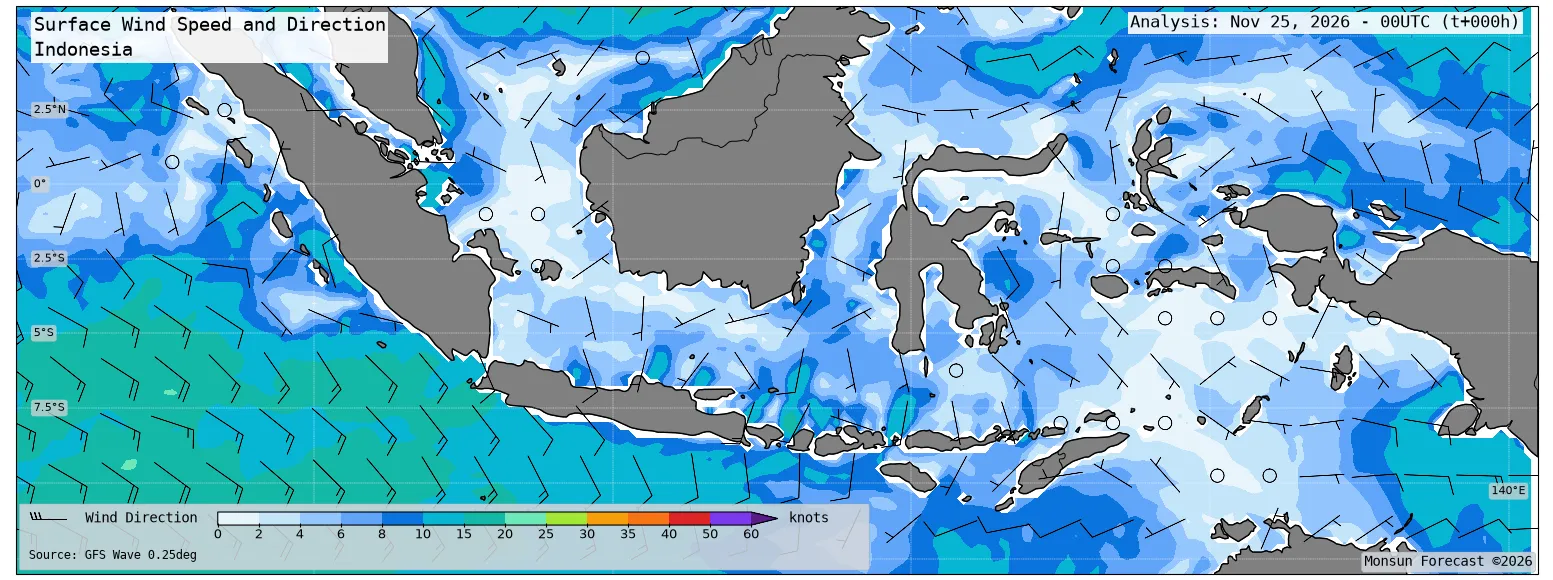 Surface Wind Speed and Direction
Indonesia
Analysis: Nov 25, 2026 - 00UTC (t+000h)
2.5°N
0°
2.5°S
5°S
7.5°S
140°E
Wind Direction
knots
0 2 4 6 8 10 15 20 25 30 35 40 50 60
Source: GFS Wave 0.25deg
Monsun Forecast ©2026